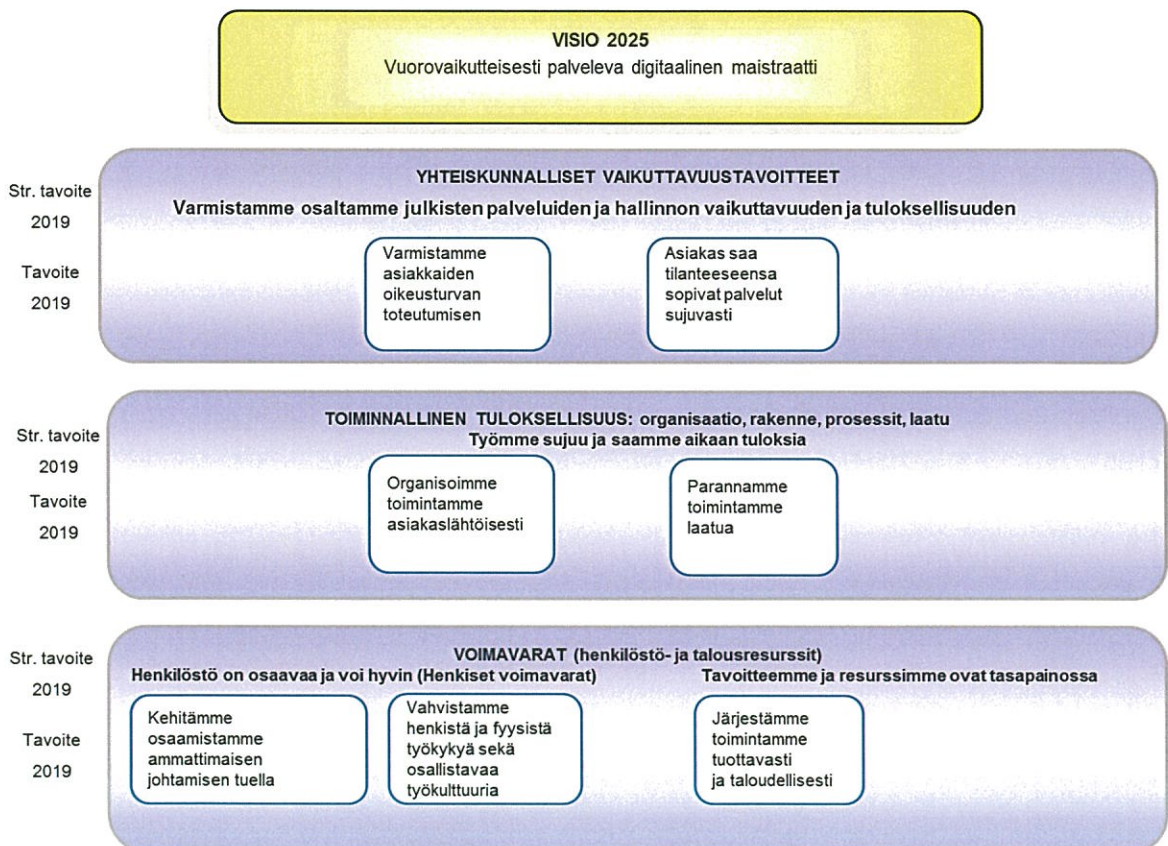 VISIO 2025
Vuorovaikutteisesti palveleva digitaalinen maistraatti
Str. tavoite
2019
YHTEISKUNNALLISET VAIKUTTAVUUSTAVOITTEET
Varmistamme osaltamme julkisten palveluiden ja hallinnon vaikuttavuuden ja tuloksellisuuden
Tavoite
2019
Varmistamme
asiakkaiden
oikeusturvan
toteutumisen
Asiakas saa
tilanteeseensa
sopivat palvelut
sujuvasti
Str. tavoite
2019
TOIMINNALLINEN TULOKSELLISUUS: organisaatio, rakenne, prosessit, laatu
Työmme sujuu ja saamme aikaan tuloksia
Tavoite
2019
Organisoimme
toimintamme
asiakaslähtöisesti
Parannamme
toimintamme
laatua
Str. tavoite
2019
VOIMAVARAT (henkilöstö- ja talousresurssit)
Henkilöstö on osaavaa ja voi hyvin (Henkiset voimavarat)
Tavoitteemme ja resurssimme ovat tasapainossa
Tavoite
2019
Kehitämme
osaamistamme
ammattimaisen
johtamisen tuella
Vahvistamme
henkistä ja fyysistä
työkykyä sekä
osallistavaa
työkulttuuria
Järjestämme
toimintamme
tuottavasti
ja taloudellisesti